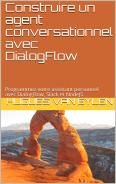 Construire un
agent
conversationnel
avec
DialogFlow
Programmez votre assistant personnel
avec DialogFlow, Slack et NodeJS
HUGUES VAN EYLEN